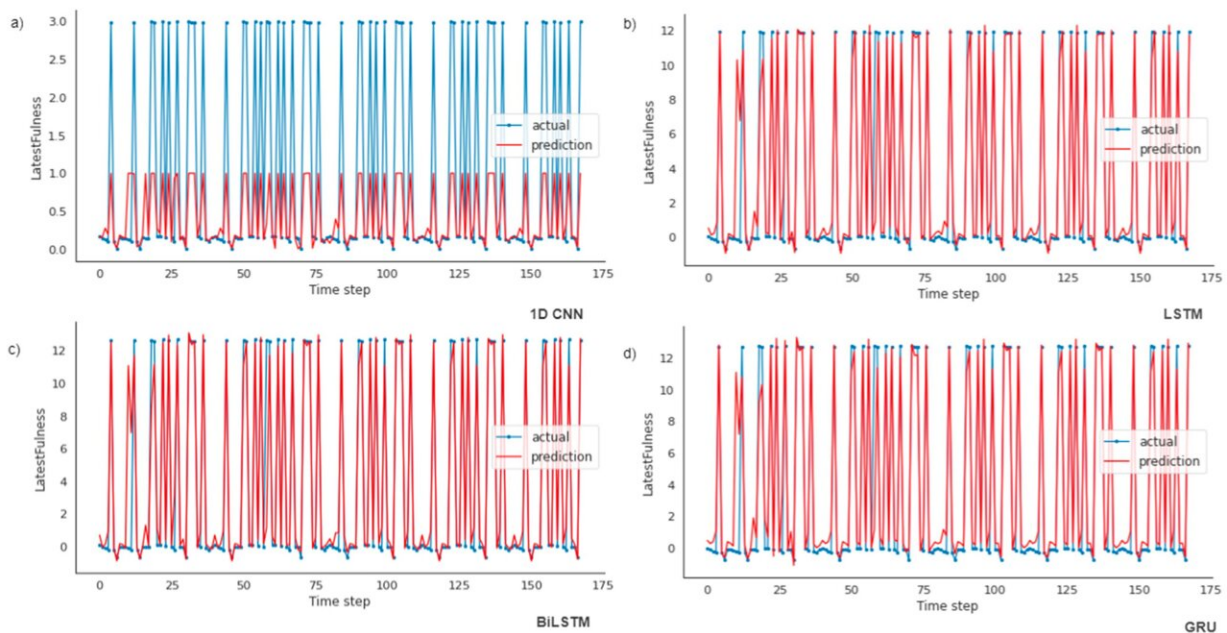 a)
LatestFulness
3.0
2.5
2.0
1.5
1.0
0.5
0.0
actual
prediction
0 25 50 75 100 125 150 175
Time step
1D CNN
b)
LatestFulness
12
10
8
6
4
2
0
actual
prediction
0 25 50 75 100 125 150 175
Time step
LSTM
c)
LatestFulness
12
10
8
6
4
2
0
actual
prediction
0 25 50 75 100 125 150 175
Time step
BiLSTM
d)
LatestFulness
12
10
8
6
4
2
0
actual
prediction
0 25 50 75 100 125 150 175
Time step
GRU